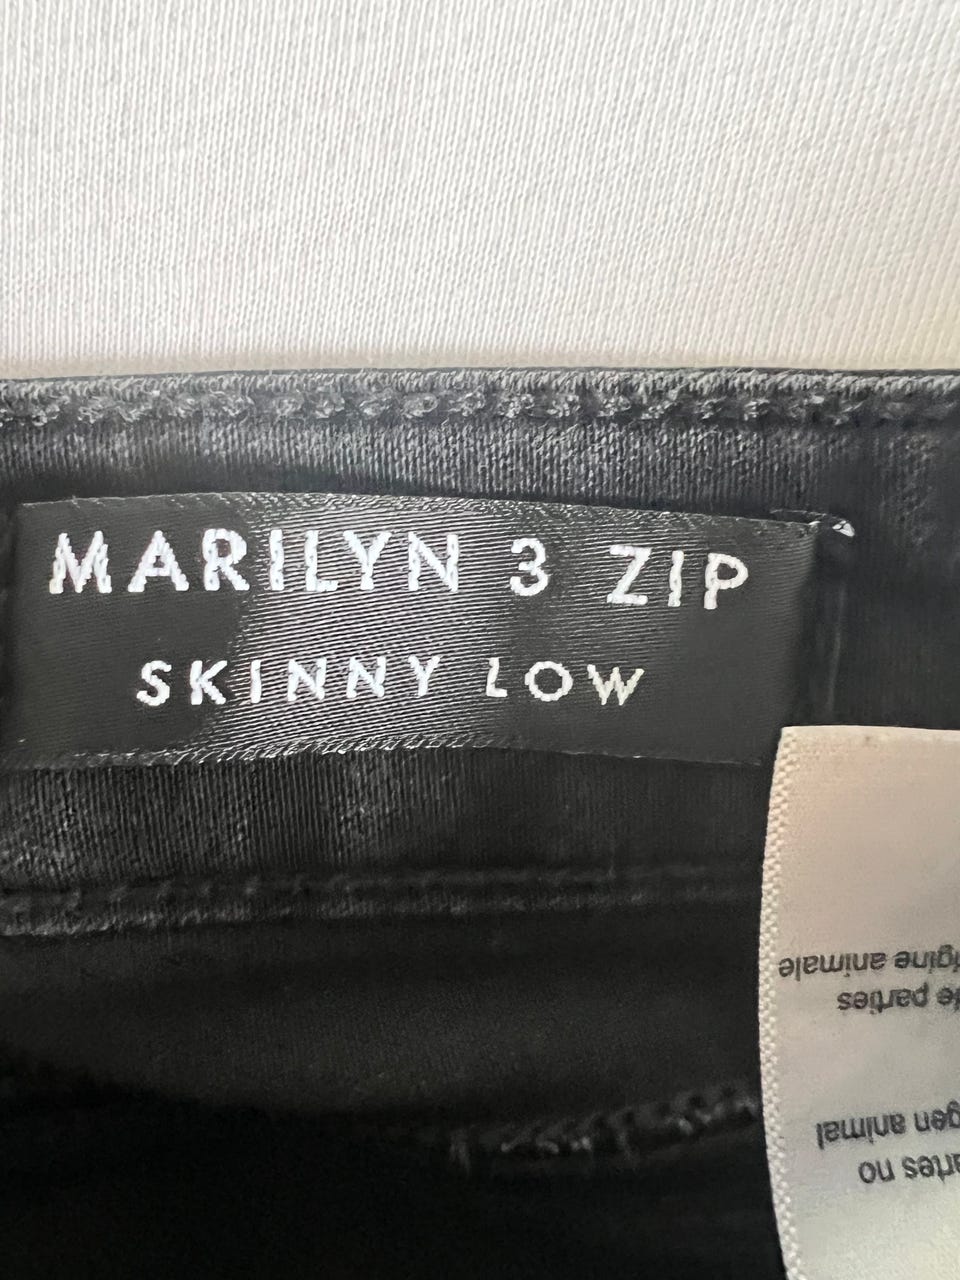 MARILYN 3 ZIP
SKINNY LOW
no
animal
parties
animale